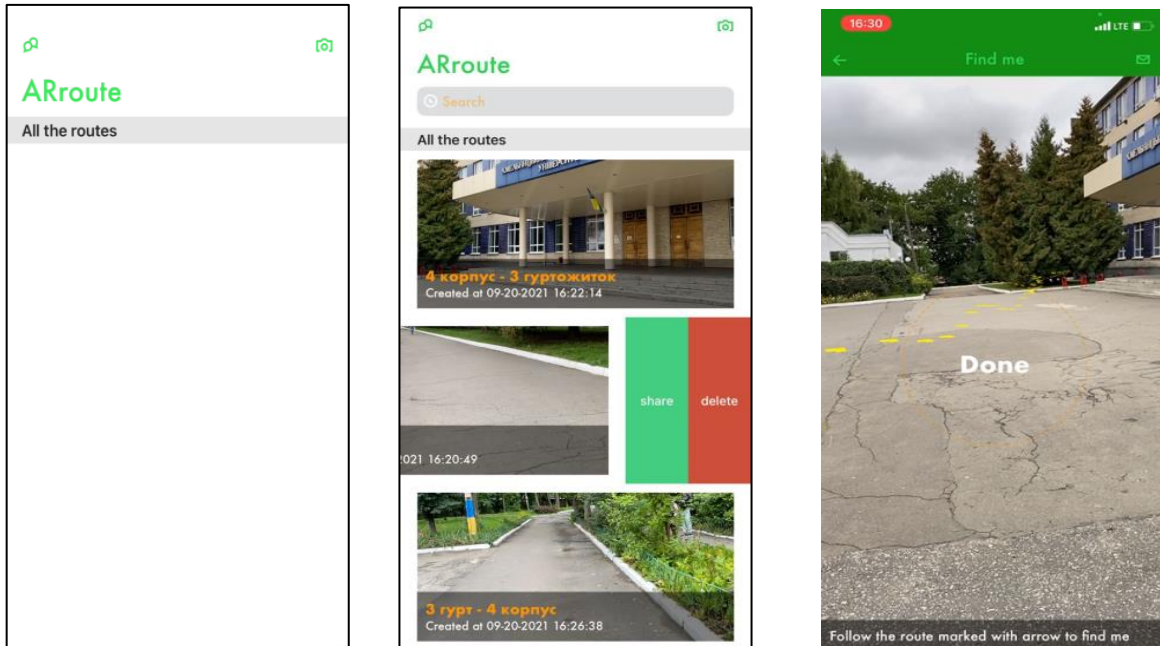 ARroute
All the routes
ARroute
Search
All the routes
УНІВЕРСИТ
4 корпус - 3 гуртожиток
Created at 09-20-2021 16:22:14
share
delete
021 16:20:49
3 гурт - 4 корпус
Created at 09-20-2021 16:26:38
16:30
LTE
Find me
Done
Follow the route marked with arrow to find me